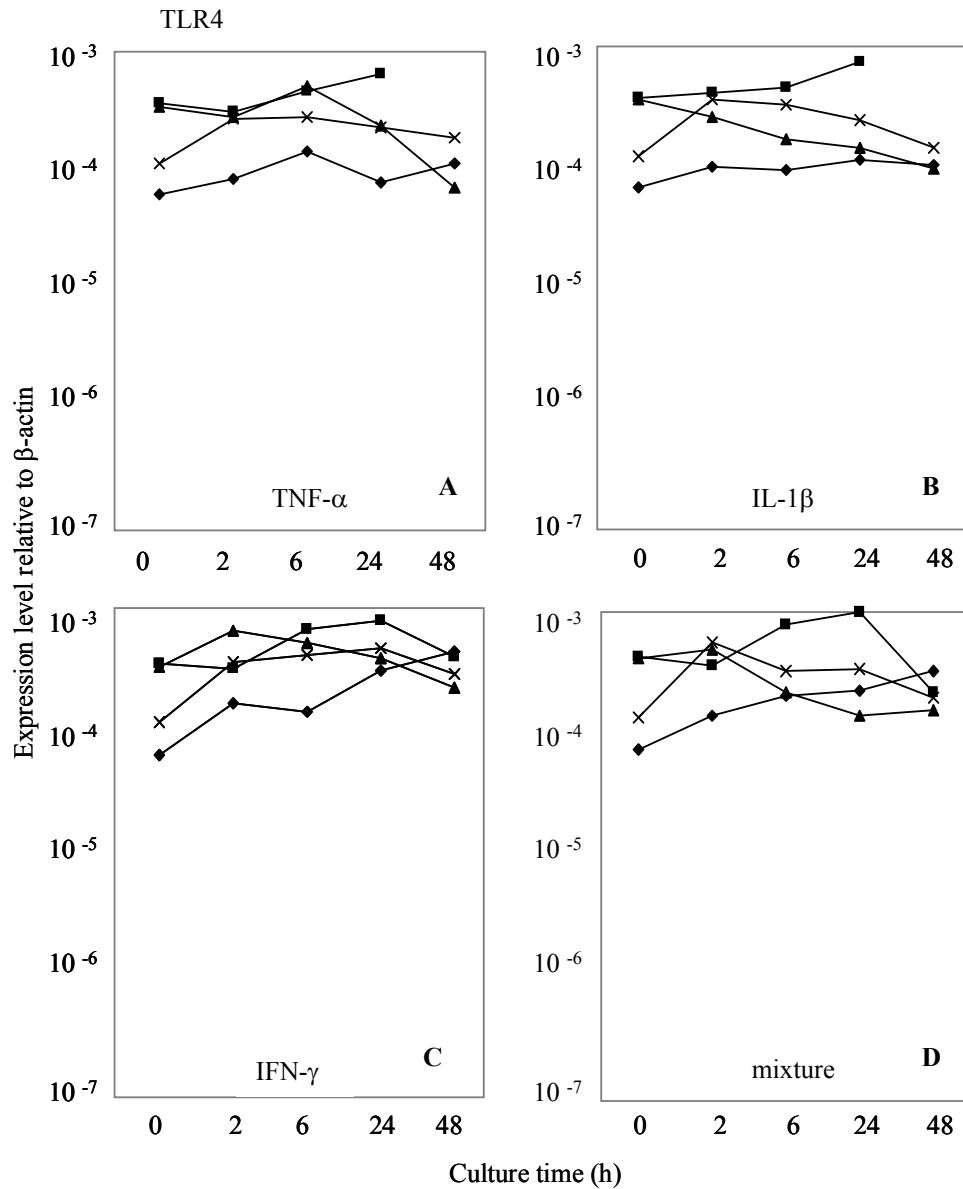 TLR4
10 -3
10 -4
10 -5
10 -6
10 -7
TNF-α
A
0 2 6 24 48
10 -3
10 -4
10 -5
10 -6
10 -7
IL-1β
B
0 2 6 24 48
Expression level relative to β-actin
10 -3
10 -4
10 -5
10 -6
10 -7
IFN-γ
C
0 2 6 24 48
10 -3
10 -4
10 -5
10 -6
10 -7
mixture
D
0 2 6 24 48
Culture time (h)